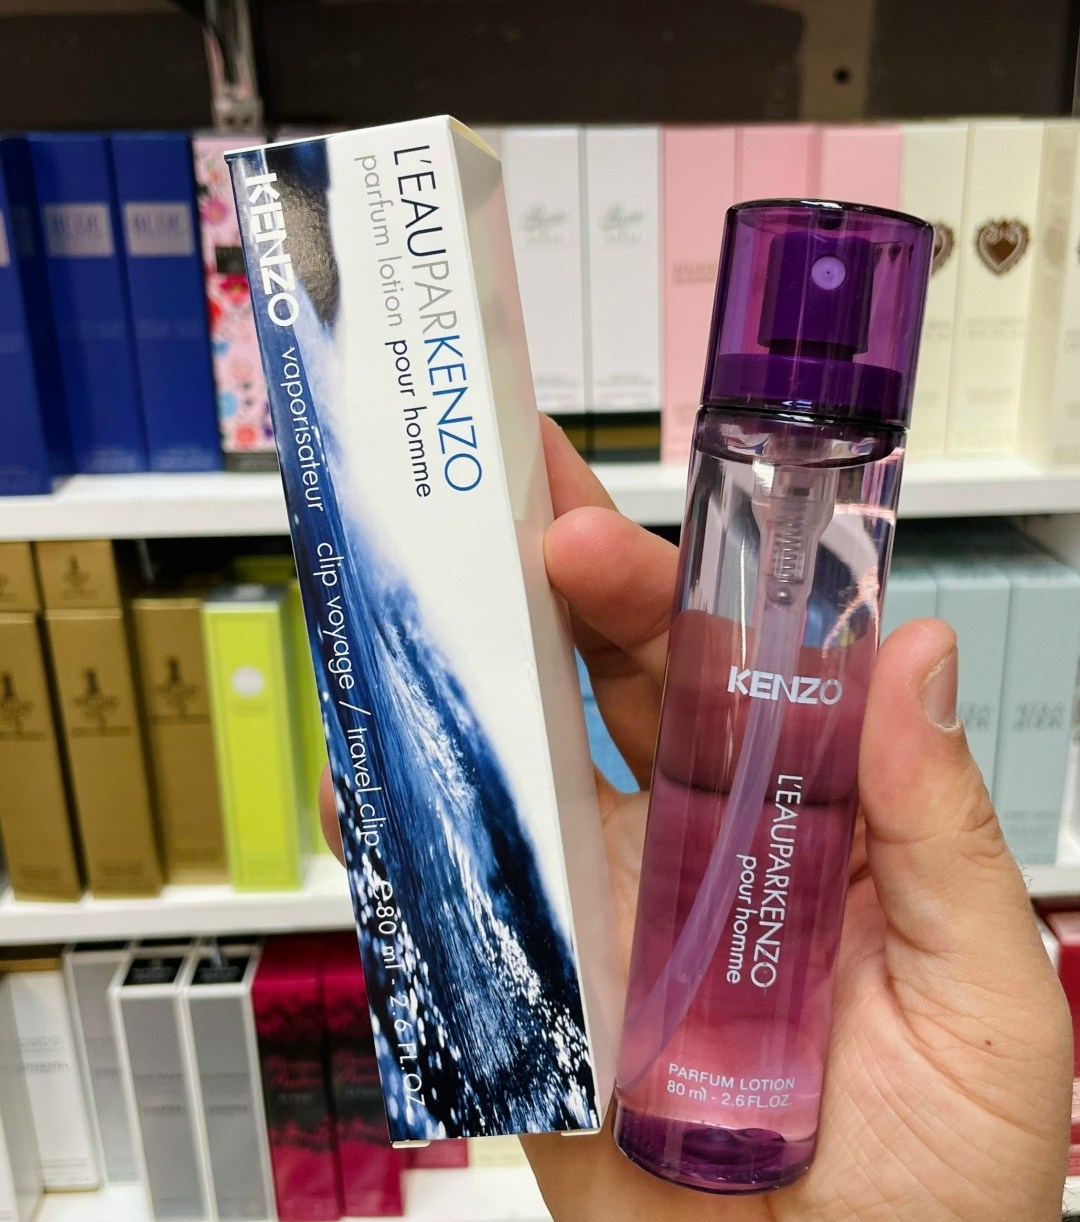 L'EAUPARKENZO
parfum lotion pour homme
KENZO vaporisateur clip voyage / travel clip e 80 ml - 2.6 FL.OZ.
KENZO
L'EAUPARKENZO
pour homme
PARFUM LOTION
80 ml - 2.6 FL.OZ.